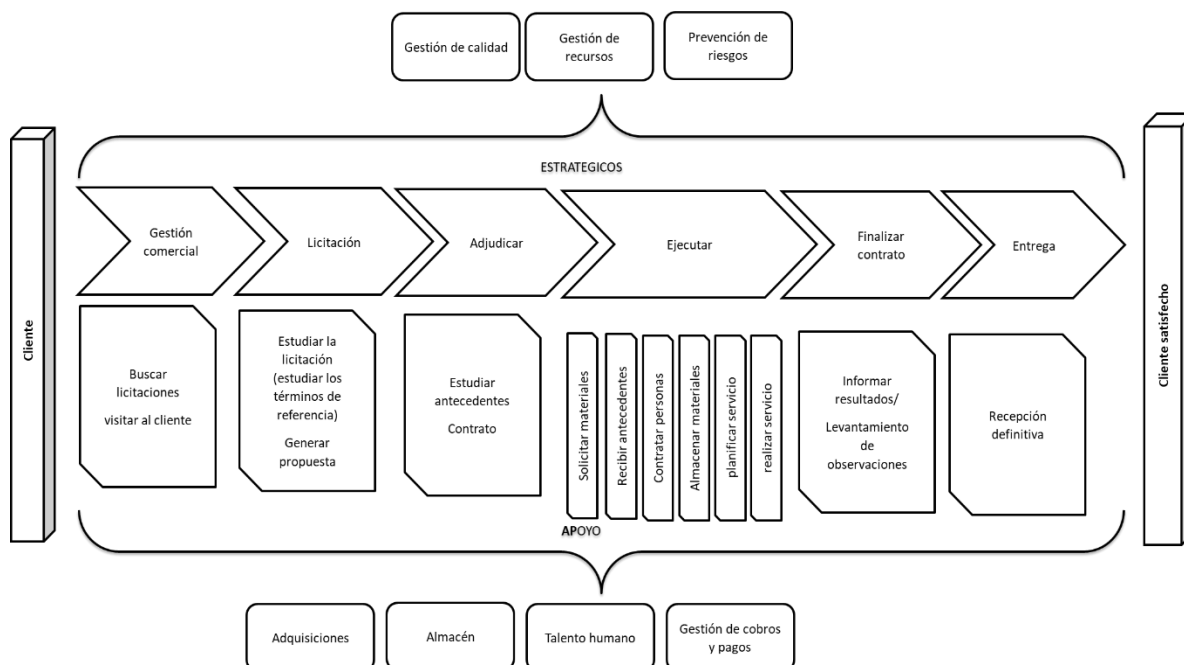 Gestión de calidad
Gestión de
recursos
Prevención de
riesgos
ESTRATEGICOS
Cliente
Gestión
comercial
Licitación
Adjudicar
Ejecutar
Finalizar
contrato
Entrega
Cliente satisfecho
Buscar
licitaciones
visitar al cliente
Estudiar la
licitación
(estudiar los
términos de
referencia)
Generar
propuesta
Estudiar
antecedentes
Contrato
Solicitar materiales
Recibir antecedentes
Contratar personas
Almacenar materiales
planificar servicio
realizar servicio
Informar
resultados/
Levantamiento
de
observaciones
Recepción
definitiva
APOYO
Adquisiciones
Almacén
Talento humano
Gestión de cobros
y pagos